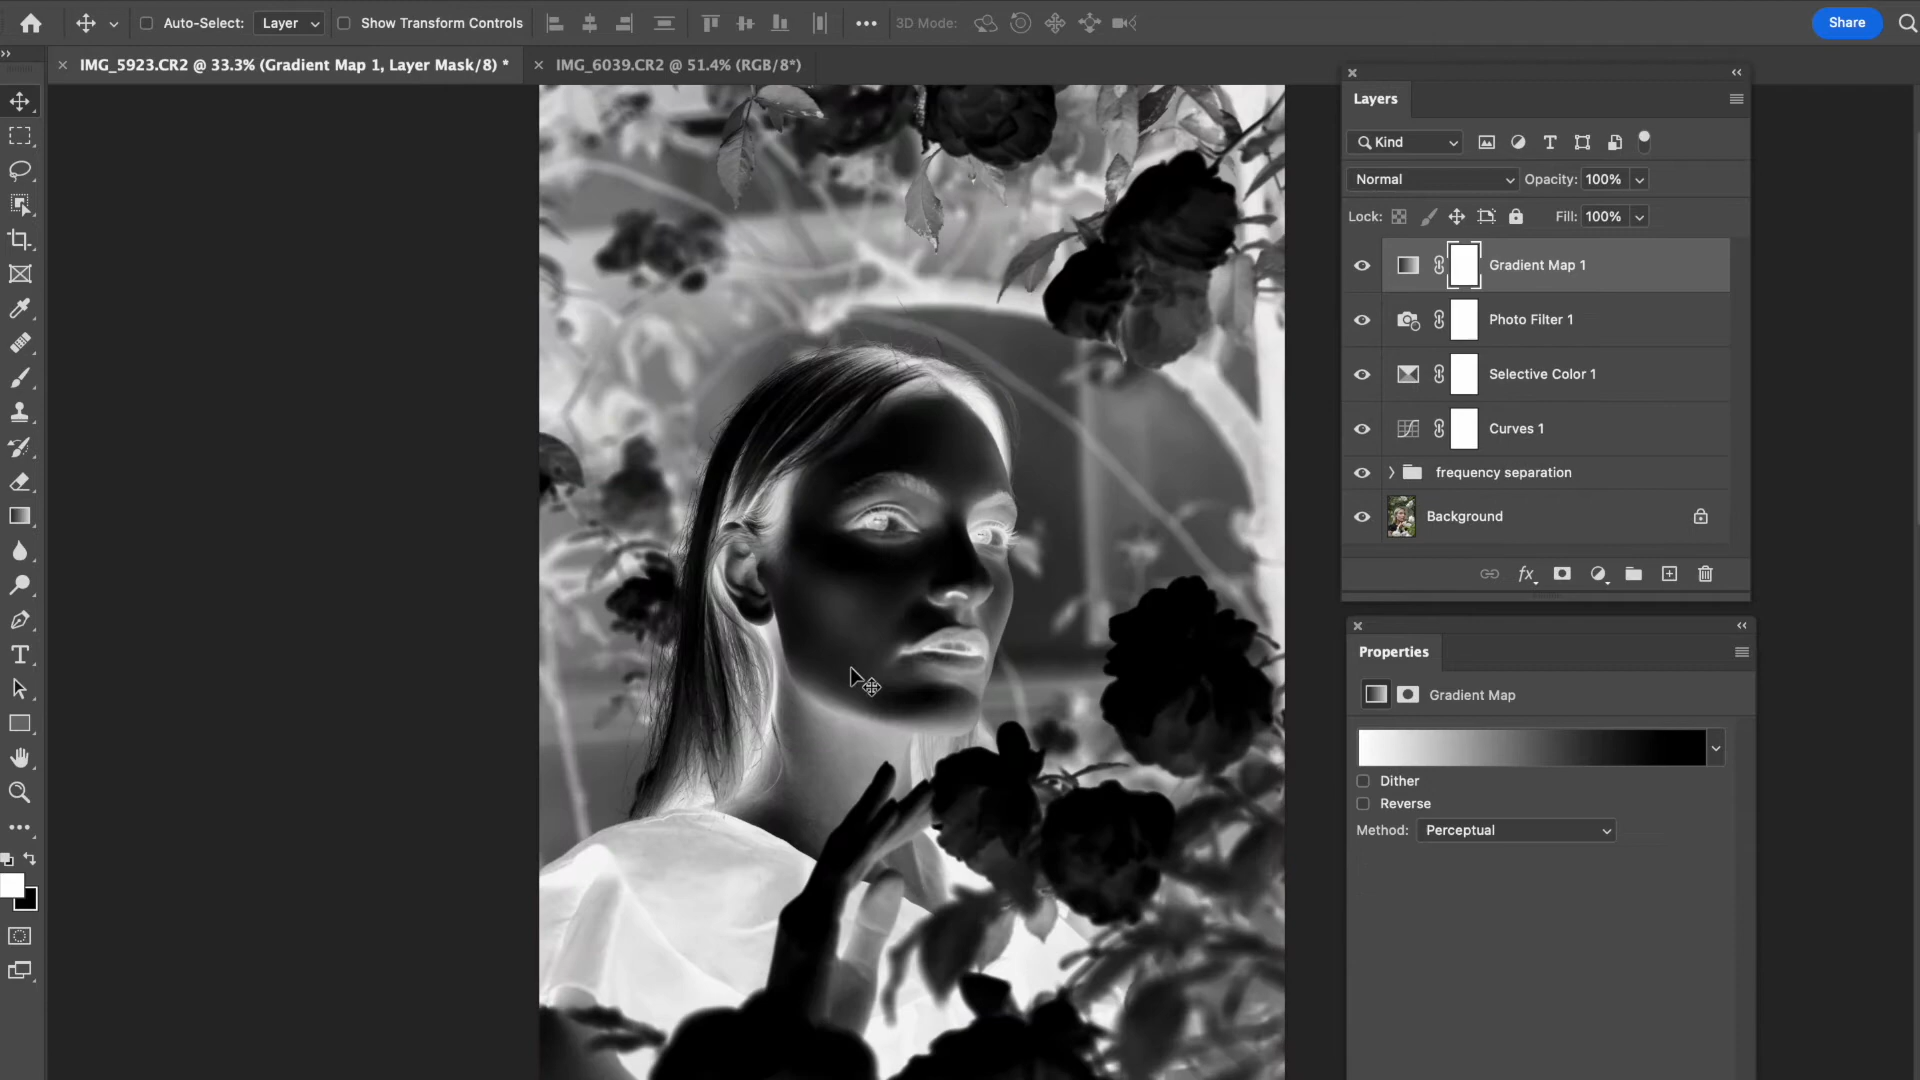 Auto-Select: Layer Show Transform Controls 3D Mode: Share
IMG_5923.CR2 @ 33.3% (Gradient Map 1, Layer Mask/8) * IMG_6039.CR2 @ 51.4% (RGB/8*)
Layers
Kind
Normal Opacity: 100%
Lock: Fill: 100%
Gradient Map 1
Photo Filter 1
Selective Color 1
Curves 1
frequency separation
Background
fx
Properties
Gradient Map
Dither
Reverse
Method: Perceptual